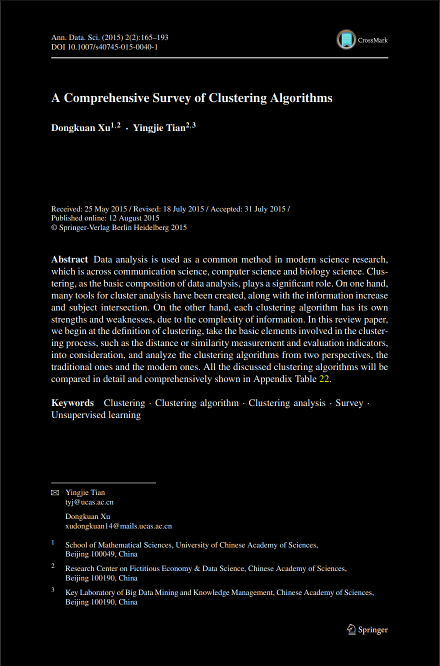 Ann. Data. Sci. (2015) 2(2):165–193
DOI 10.1007/s40745-015-0040-1
CrossMark
A Comprehensive Survey of Clustering Algorithms
Dongkuan Xu1,2 · Yingjie Tian2,3
Received: 25 May 2015 / Revised: 18 July 2015 / Accepted: 31 July 2015 /
Published online: 12 August 2015
© Springer-Verlag Berlin Heidelberg 2015
Abstract Data analysis is used as a common method in modern science research,
which is across communication science, computer science and biology science. Clus-
tering, as the basic composition of data analysis, plays a significant role. On one hand,
many tools for cluster analysis have been created, along with the information increase
and subject intersection. On the other hand, each clustering algorithm has its own
strengths and weaknesses, due to the complexity of information. In this review paper,
we begin at the definition of clustering, take the basic elements involved in the cluster-
ing process, such as the distance or similarity measurement and evaluation indicators,
into consideration, and analyze the clustering algorithms from two perspectives, the
traditional ones and the modern ones. All the discussed clustering algorithms will be
compared in detail and comprehensively shown in Appendix Table 22.
Keywords Clustering · Clustering algorithm · Clustering analysis · Survey ·
Unsupervised learning
Yingjie Tian
tyj@ucas.ac.cn
Dongkuan Xu
xudongkuan14@mails.ucas.ac.cn
1 School of Mathematical Sciences, University of Chinese Academy of Sciences,
Beijing 100049, China
2 Research Center on Fictitious Economy & Data Science, Chinese Academy of Sciences,
Beijing 100190, China
3 Key Laboratory of Big Data Mining and Knowledge Management, Chinese Academy of Sciences,
Beijing 100190, China
Springer